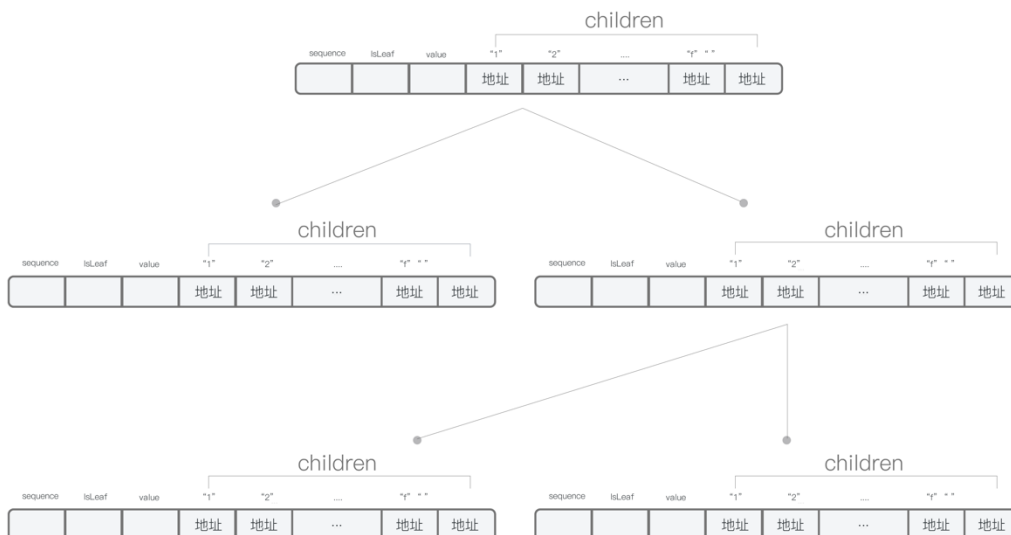 children
sequence IsLeaf value "1" "2" .... "f" " "
地址 地址 ... 地址 地址
children children
sequence IsLeaf value "1" "2" .... "f" " " sequence IsLeaf value "1" "2" .... "f" " "
地址 地址 ... 地址 地址 地址 地址 ... 地址 地址
children children
sequence IsLeaf value "1" "2" .... "f" " " sequence IsLeaf value "1" "2" .... "f" " "
地址 地址 ... 地址 地址 地址 地址 ... 地址 地址